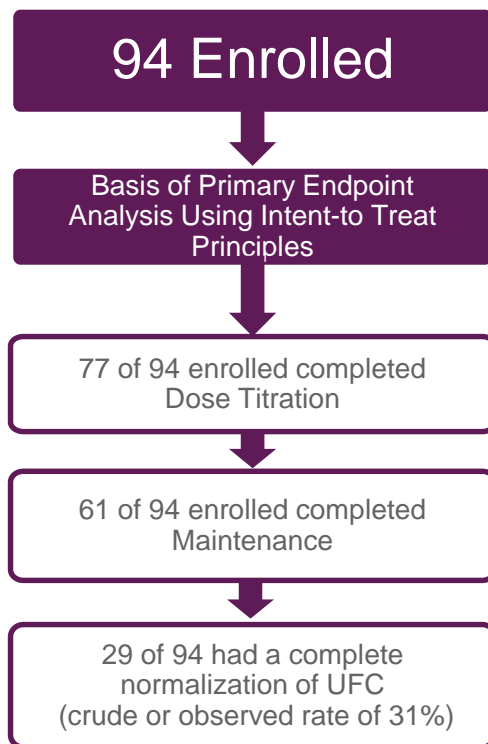 94 Enrolled
Basis of Primary Endpoint
Analysis Using Intent-to Treat
Principles
77 of 94 enrolled completed
Dose Titration
61 of 94 enrolled completed
Maintenance
29 of 94 had a complete
normalization of UFC
(crude or observed rate of 31%)